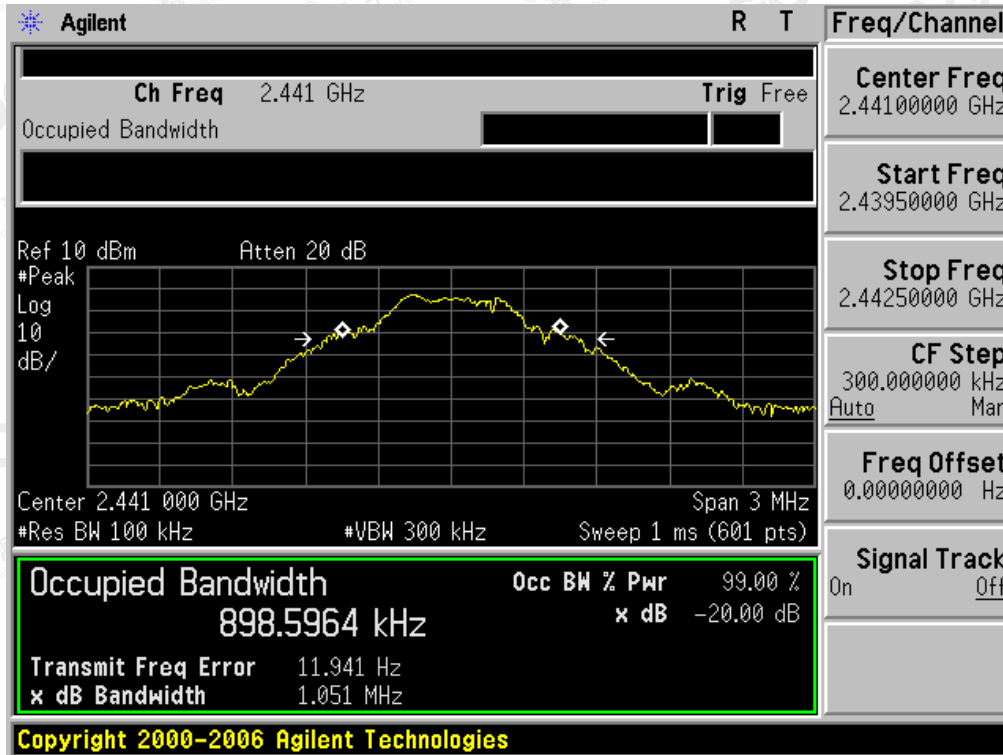 Agilent R T Freq/Channel
Ch Freq 2.441 GHz Trig Free
Occupied Bandwidth
Center Freq
2.44100000 GHz
Start Freq
2.43950000 GHz
Stop Freq
2.44250000 GHz
CF Step
300.000000 kHz
Auto Man
Freq Offset
0.00000000 Hz
Signal Track
On Off
Ref 10 dBm Atten 20 dB
#Peak
Log
10
dB/
Center 2.441 000 GHz Span 3 MHz
#Res BW 100 kHz #VBW 300 kHz Sweep 1 ms (601 pts)
Occupied Bandwidth Occ BW % Pwr 99.00 %
898.5964 kHz x dB -20.00 dB
Transmit Freq Error 11.941 Hz
x dB Bandwidth 1.051 MHz
Copyright 2000-2006 Agilent Technologies